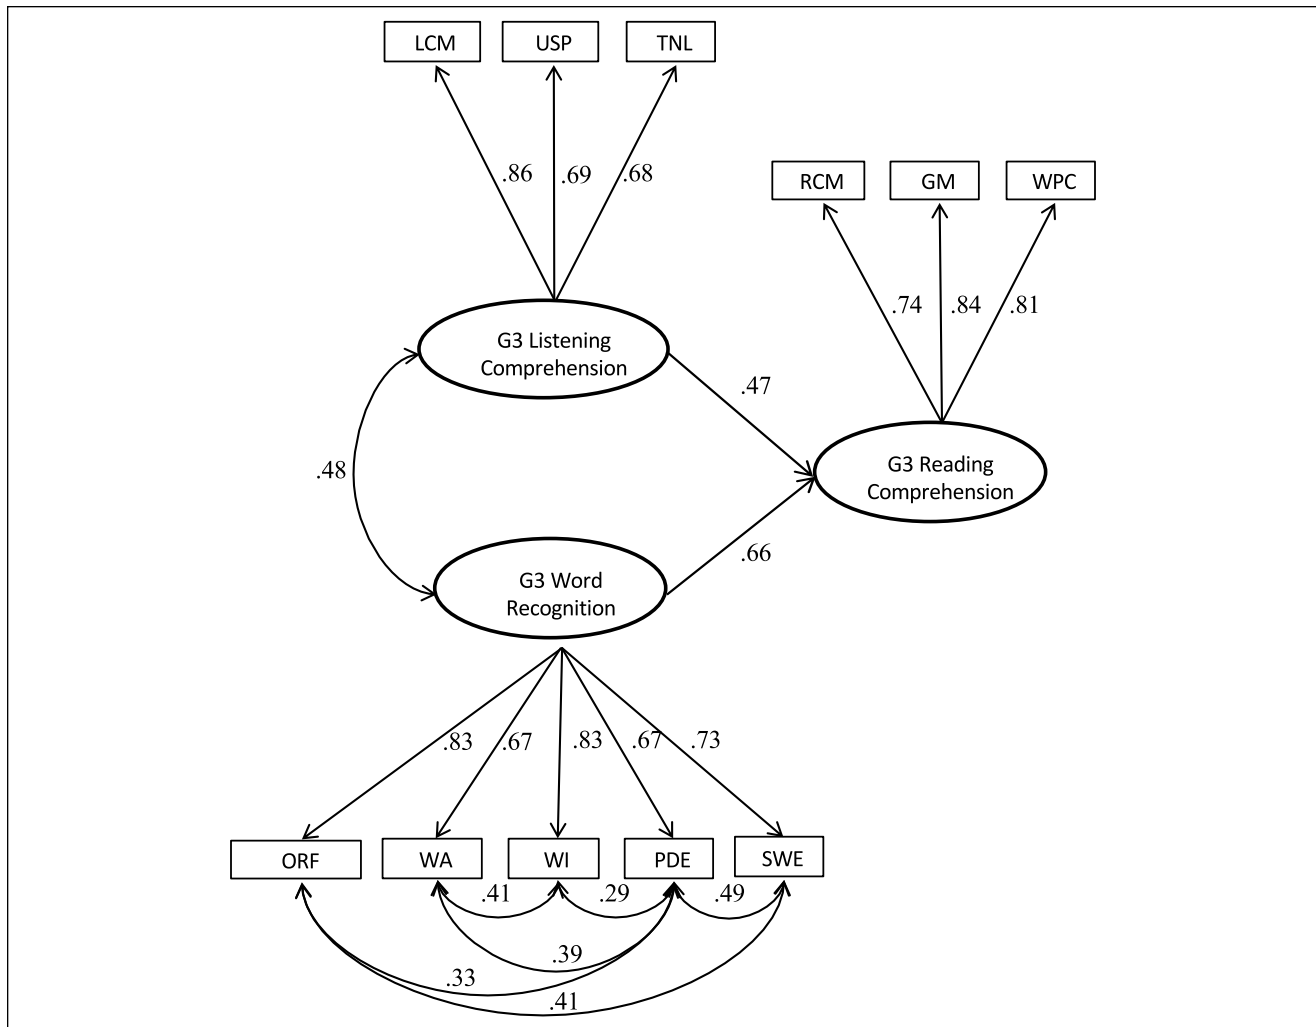 LCM USP TNL
RCM GM WPC
.86 .69 .68
.74 .84 .81
G3 Listening
Comprehension
.47
.48
G3 Reading
Comprehension
.66
G3 Word
Recognition
.83 .67 .83 .67 .73
ORF WA WI PDE SWE
.41 .29 .49
.39
.33
.41